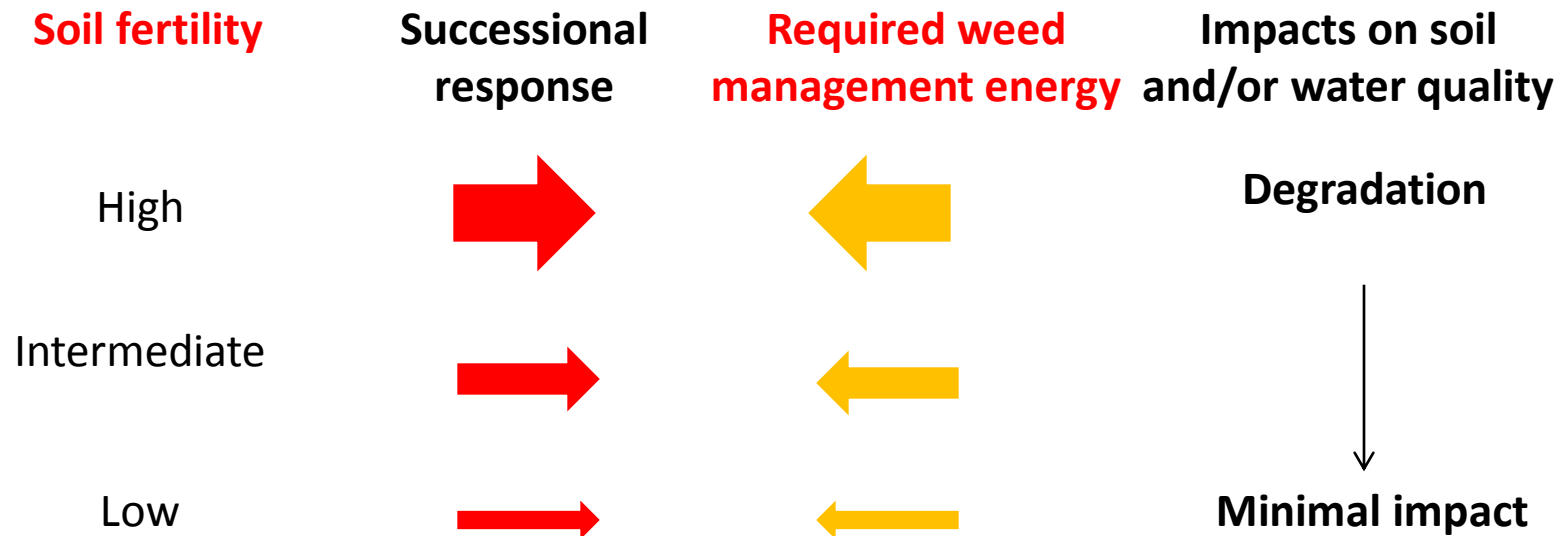 Soil fertility
Successional
response
Required weed
management energy
Impacts on soil
and/or water quality
High
Degradation
Intermediate
Low
Minimal impact